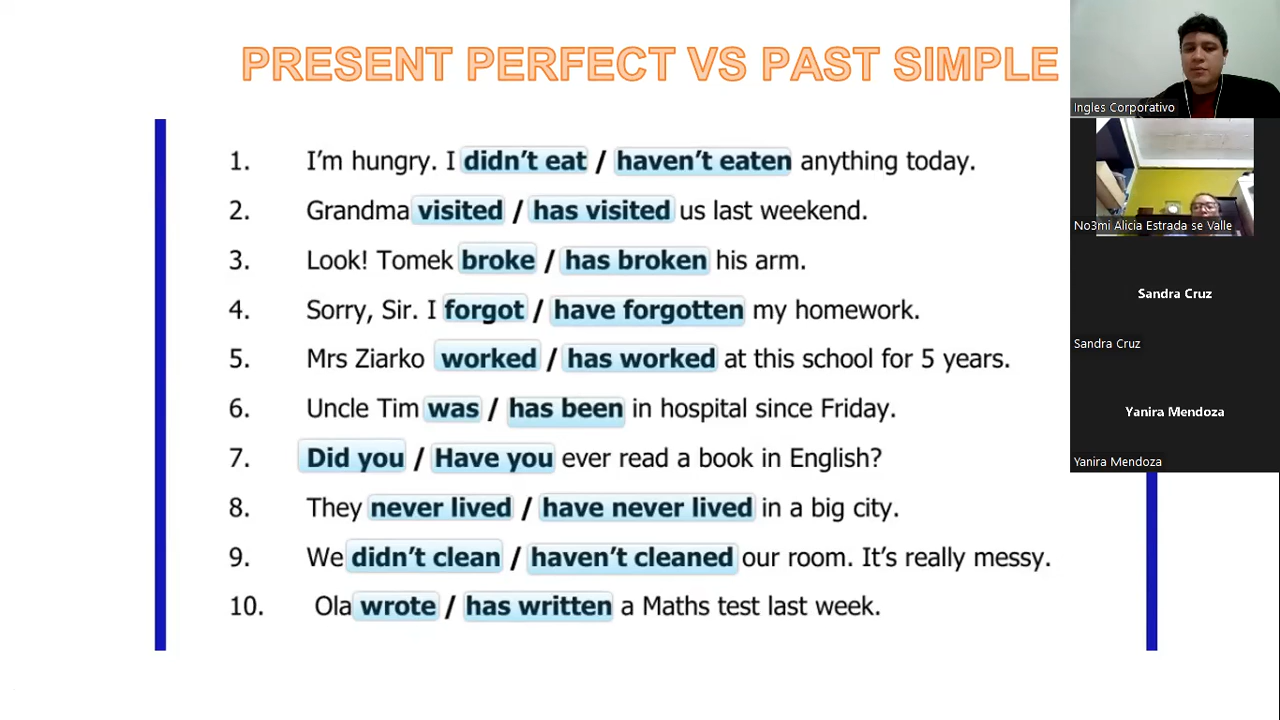 PRESENT PERFECT VS PAST SIMPLE
1. I'm hungry. I didn't eat / haven't eaten anything today.
2. Grandma visited / has visited us last weekend.
3. Look! Tomek broke / has broken his arm.
4. Sorry, Sir. I forgot / have forgotten my homework.
5. Mrs Ziarko worked / has worked at this school for 5 years.
6. Uncle Tim was / has been in hospital since Friday.
7. Did you / Have you ever read a book in English?
8. They never lived / have never lived in a big city.
9. We didn't clean / haven't cleaned our room. It's really messy.
10. Ola wrote / has written a Maths test last week.
Ingles Corporativo
No3mi Alicia Estrada se Valle
Sandra Cruz
Sandra Cruz
Yanira Mendoza
Yanira Mendoza